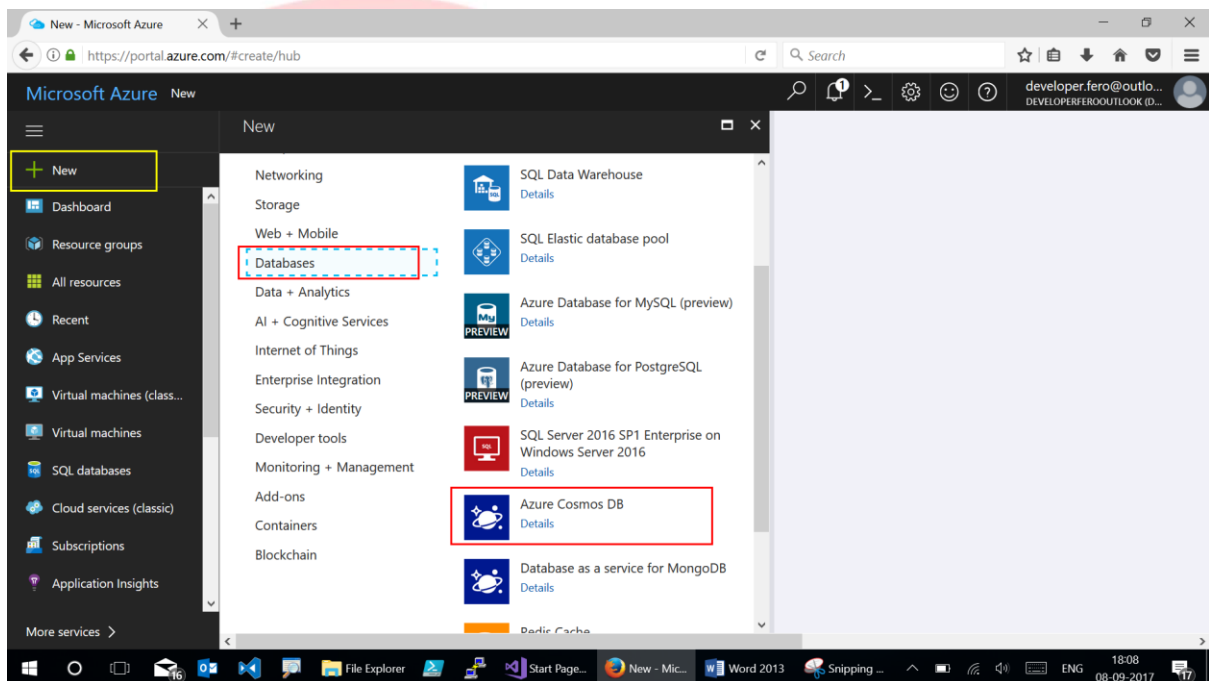 New - Microsoft Azure
https://portal.azure.com/#create/hub
Search
Microsoft Azure New
1
developer.fero@outlo...
DEVELOPERFEROOUTLOOK (D...
New
Dashboard
Resource groups
All resources
Recent
App Services
Virtual machines (class...
Virtual machines
SQL databases
Cloud services (classic)
Subscriptions
Application Insights
More services
New
Networking
Storage
Web + Mobile
Databases
Data + Analytics
AI + Cognitive Services
Internet of Things
Enterprise Integration
Security + Identity
Developer tools
Monitoring + Management
Add-ons
Containers
Blockchain
SQL Data Warehouse
Details
SQL Elastic database pool
Details
My
PREVIEW
Azure Database for MySQL (preview)
Details
PREVIEW
Azure Database for PostgreSQL
(preview)
Details
SQL Server 2016 SP1 Enterprise on
Windows Server 2016
Details
Azure Cosmos DB
Details
Database as a service for MongoDB
Details
Redis Cache
16
File Explorer
Start Page...
New - Mic...
Word 2013
Snipping ...
ENG
18:08
08-09-2017
17